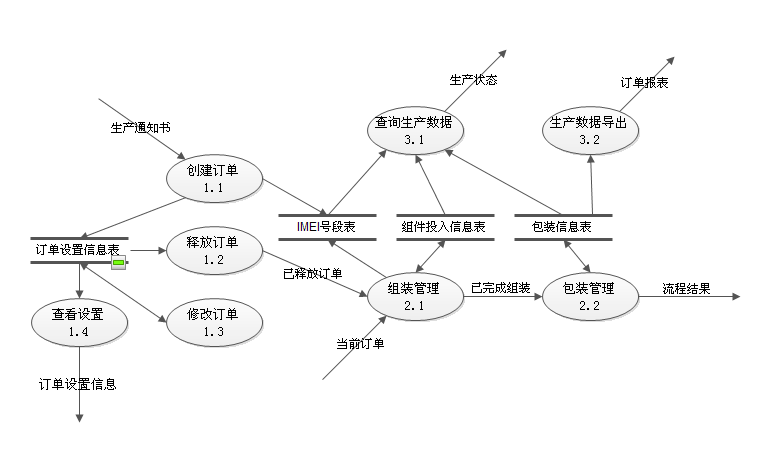 生产状态
订单报表
生产通知书
查询生产数据
3.1
生产数据导出
3.2
创建订单
1.1
IMEI号段表
组件投入信息表
包装信息表
订单设置信息表
释放订单
1.2
已释放订单
组装管理
2.1
已完成组装
包装管理
2.2
流程结果
查看设置
1.4
修改订单
1.3
当前订单
订单设置信息